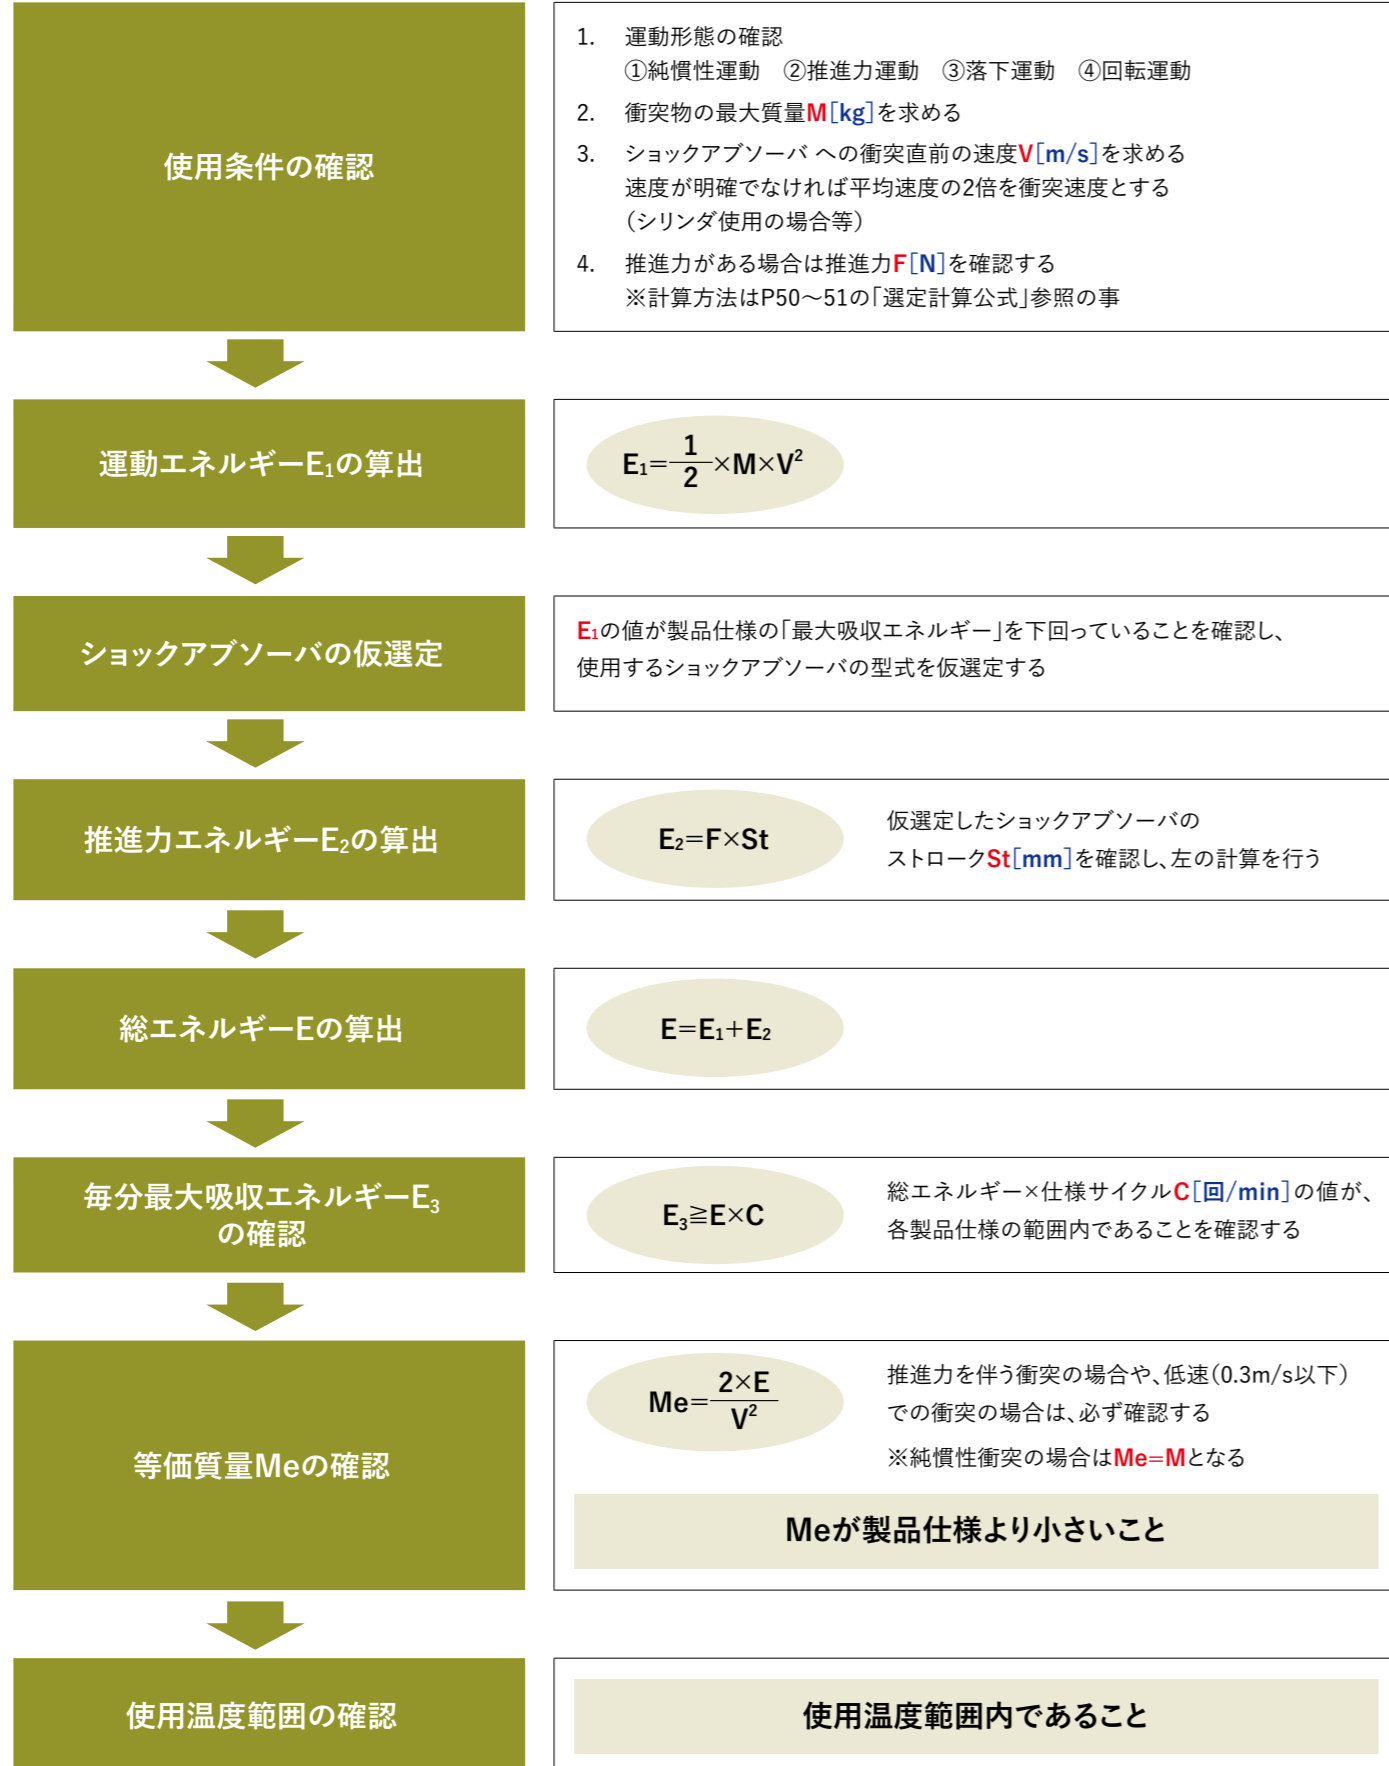 使用条件の確認
1. 運動形態の確認
①純慣性運動 ②推進力運動 ③落下運動 ④回転運動
2. 衝突物の最大質量M[kg]を求める
3. ショックアブソーバ への衝突直前の速度V[m/s]を求める
速度が明確でなければ平均速度の2倍を衝突速度とする
(シリンダ使用の場合等)
4. 推進力がある場合は推進力F[N]を確認する
※計算方法はP50～51の「選定計算公式」参照の事
運動エネルギーE₁の算出
E₁=1/2×M×V²
ショックアブソーバの仮選定
E₁の値が製品仕様の「最大吸収エネルギー」を下回っていることを確認し、
使用するショックアブソーバの型式を仮選定する
推進力エネルギーE₂の算出
E₂=F×St
仮選定したショックアブソーバの
ストロークSt[mm]を確認し、左の計算を行う
総エネルギーEの算出
E=E₁+E₂
毎分最大吸収エネルギーE₃
の確認
E₃≧E×C
総エネルギー×仕様サイクルC[回/min]の値が、
各製品仕様の範囲内であることを確認する
等価質量Meの確認
Me=2×E/V²
推進力を伴う衝突の場合や、低速(0.3m/s以下)
での衝突の場合は、必ず確認する
※純慣性衝突の場合はMe=Mとなる
Meが製品仕様より小さいこと
使用温度範囲の確認
使用温度範囲内であること